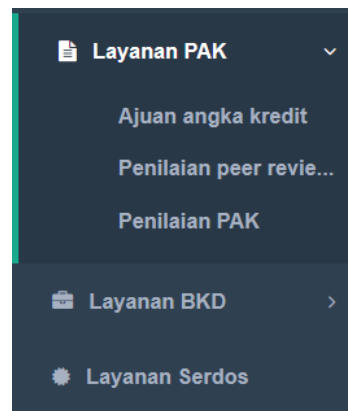 Layanan PAK
Ajuan angka kredit
Penilaian peer revie...
Penilaian PAK
Layanan BKD
Layanan Serdos